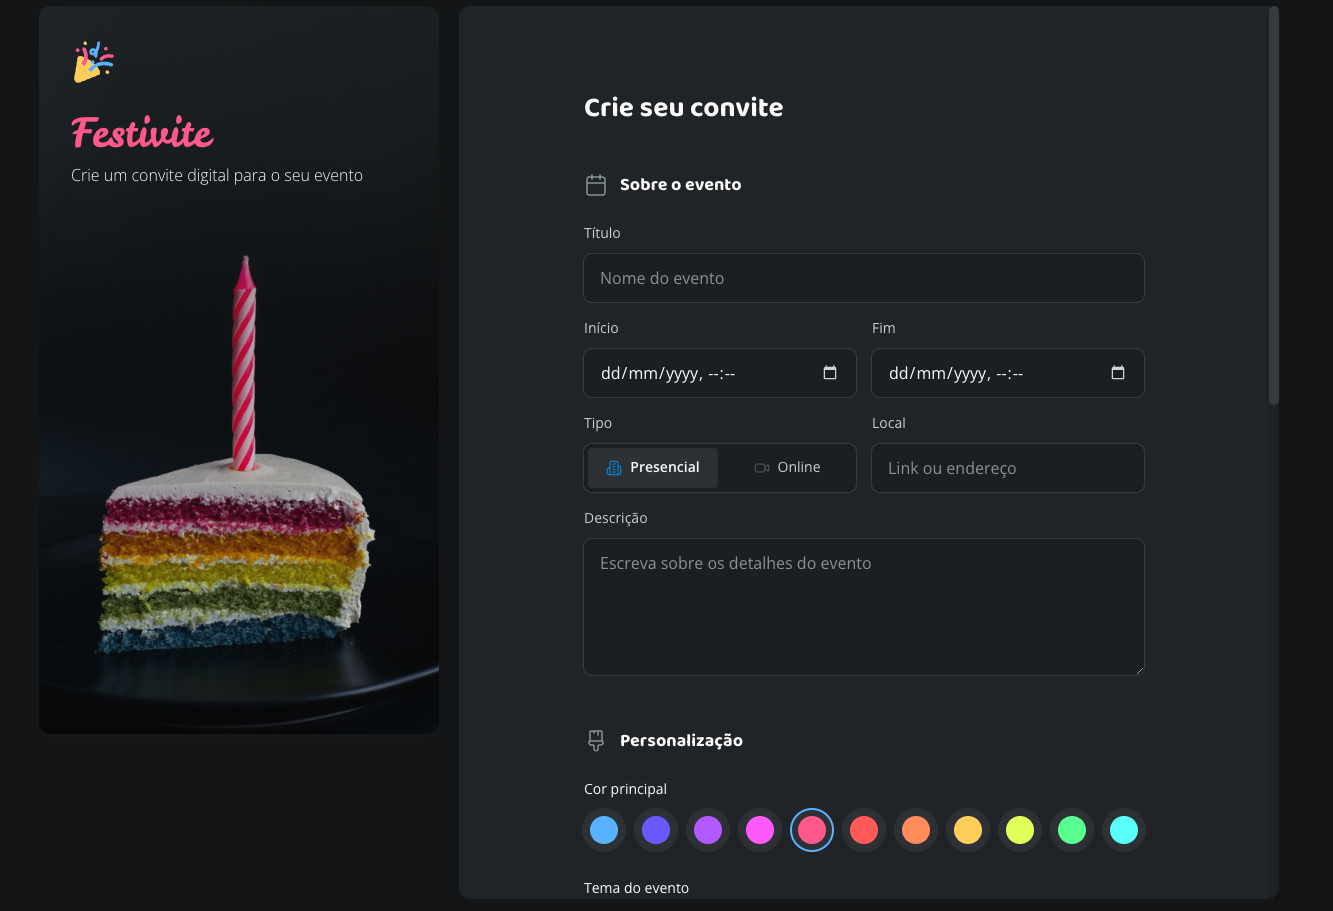 Festivite
Crie um convite digital para o seu evento
Crie seu convite
Sobre o evento
Título
Nome do evento
Início
Fim
dd/mm/yyyy, --:--
dd/mm/yyyy, --:--
Tipo
Local
Presencial
Online
Link ou endereço
Descrição
Escreva sobre os detalhes do evento
Personalização
Cor principal
Tema do evento